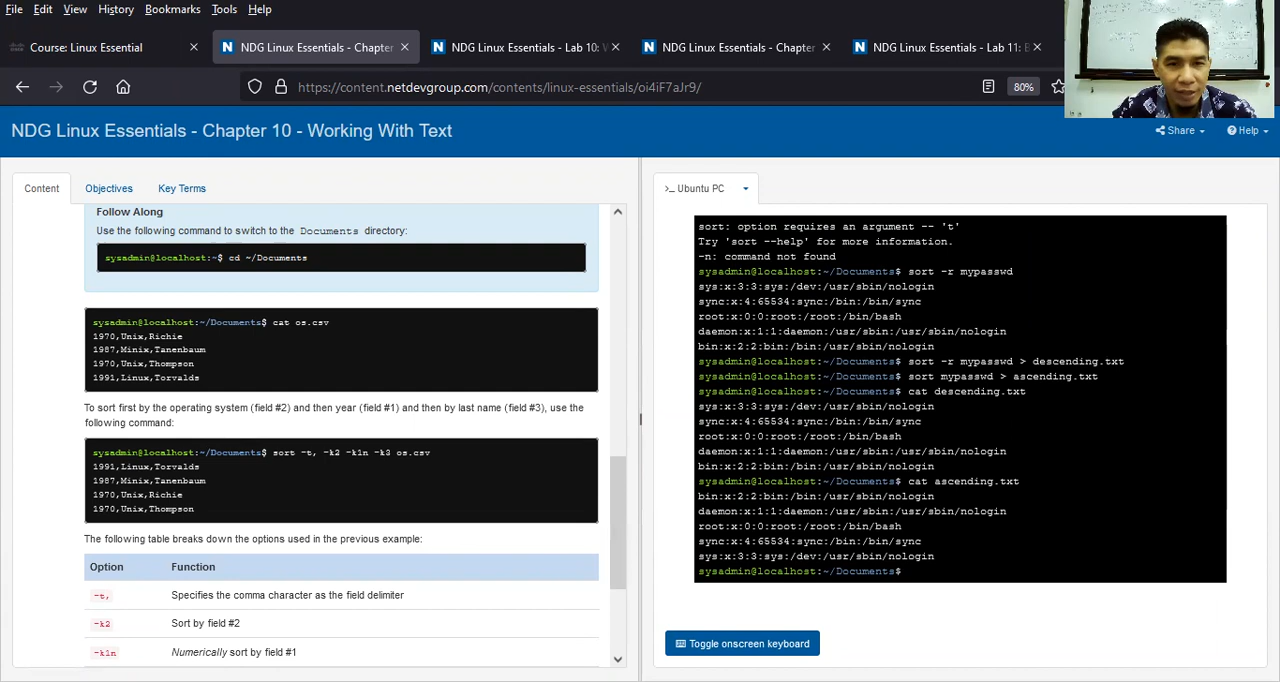 File Edit View History Bookmarks Tools Help
Course: Linux Essential
NDG Linux Essentials - Chapter
NDG Linux Essentials - Lab 10:
NDG Linux Essentials - Chapter
NDG Linux Essentials - Lab 11:
https://content.netdevgroup.com/contents/linux-essentials/oi4iF7aJr9/
80%
NDG Linux Essentials - Chapter 10 - Working With Text
Share
Help
Content Objectives Key Terms
Follow Along
Use the following command to switch to the Documents directory:
sysadmin@localhost:~$ cd ~/Documents
sysadmin@localhost:~/Documents$ cat os.csv
1970,Unix,Richie
1987,Minix,Tanenbaum
1970,Unix,Thompson
1991,Linux,Torvalds
To sort first by the operating system (field #2) and then year (field #1) and then by last name (field #3), use the
following command:
sysadmin@localhost:~/Documents$ sort -t, -k2 -k1n -k3 os.csv
1991,Linux,Torvalds
1987,Minix,Tanenbaum
1970,Unix,Richie
1970,Unix,Thompson
The following table breaks down the options used in the previous example:
Option Function
-t, Specifies the comma character as the field delimiter
-k2 Sort by field #2
-k1n Numerically sort by field #1
>_ Ubuntu PC
sort: option requires an argument -- 't'
Try 'sort --help' for more information.
-n: command not found
sysadmin@localhost:~/Documents$ sort -r mypasswd
sys:x:3:3:sys:/dev:/usr/sbin/nologin
sync:x:4:65534:sync:/bin:/bin/sync
root:x:0:0:root:/root:/bin/bash
daemon:x:1:1:daemon:/usr/sbin:/usr/sbin/nologin
bin:x:2:2:bin:/bin:/usr/sbin/nologin
sysadmin@localhost:~/Documents$ sort -r mypasswd > descending.txt
sysadmin@localhost:~/Documents$ sort mypasswd > ascending.txt
sysadmin@localhost:~/Documents$ cat descending.txt
sys:x:3:3:sys:/dev:/usr/sbin/nologin
sync:x:4:65534:sync:/bin:/bin/sync
root:x:0:0:root:/root:/bin/bash
daemon:x:1:1:daemon:/usr/sbin:/usr/sbin/nologin
bin:x:2:2:bin:/bin:/usr/sbin/nologin
sysadmin@localhost:~/Documents$ cat ascending.txt
bin:x:2:2:bin:/bin:/usr/sbin/nologin
daemon:x:1:1:daemon:/usr/sbin:/usr/sbin/nologin
root:x:0:0:root:/root:/bin/bash
sync:x:4:65534:sync:/bin:/bin/sync
sys:x:3:3:sys:/dev:/usr/sbin/nologin
sysadmin@localhost:~/Documents$
Toggle onscreen keyboard